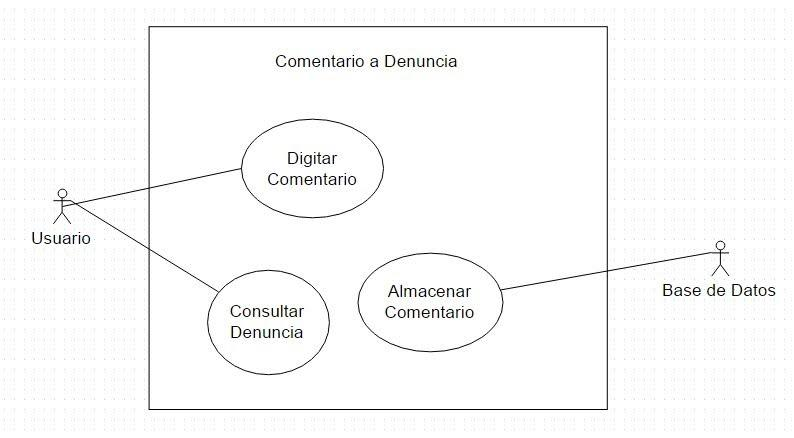 Comentario a Denuncia
Digitar
Comentario
Usuario
Almacenar
Comentario
Base de Datos
Consultar
Denuncia